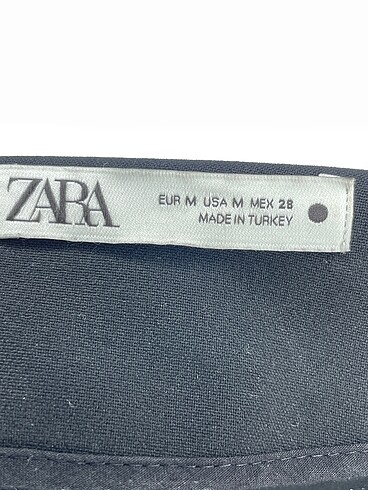 ZARA
EUR M USA M MEX 28
MADE IN TURKEY